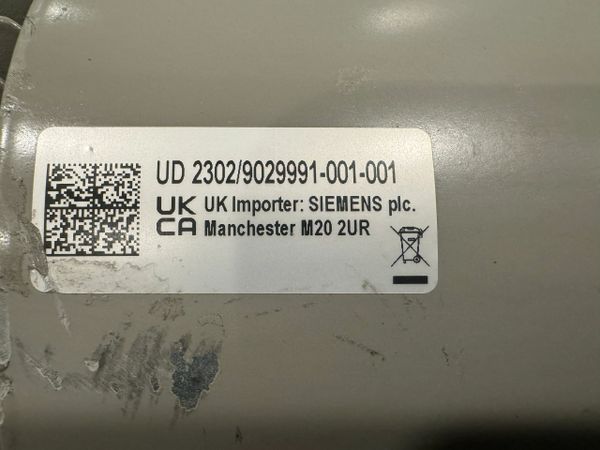 UD 2302/9029991-001-001
UK
CA
UK Importer: SIEMENS plc.
Manchester M20 2UR